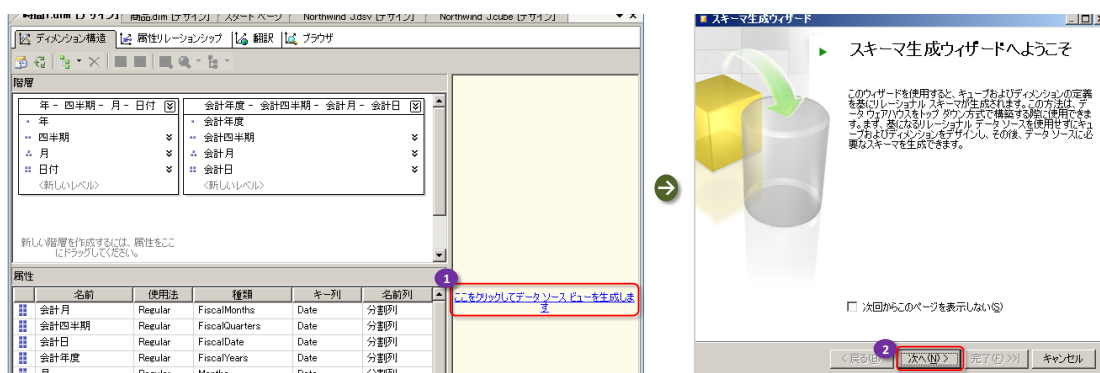 時間1.dim [デザイン] 商品.dim [デザイン] スタート ページ Northwind J.dsv [デザイン] Northwind J.cube [デザイン]
ディメンション構造 属性リレーションシップ 翻訳 ブラウザ
階層
年 - 四半期 - 月 - 日付
年
四半期
月
日付
<新しいレベル>
会計年度 - 会計四半期 - 会計月 - 会計日
会計年度
会計四半期
会計月
会計日
<新しいレベル>
新しい階層を作成するには、属性をここ
にドラッグしてください。
属性
名前 使用法 種類 キー列 名前列
会計月 Regular FiscalMonths Date 分割列
会計四半期 Regular FiscalQuarters Date 分割列
会計日 Regular FiscalDate Date 分割列
会計年度 Regular FiscalYears Date 分割列
月 Regular Months Date 分割列
1
ここをクリックしてデータ ソース ビューを生成しま
す
スキーマ生成ウィザード
スキーマ生成ウィザードへようこそ
このウィザードを使用すると、キューブおよびディメンションの定義
を基にリレーショナル スキーマが生成されます。この方法は、デ
ータ ウェアハウスをトップ ダウン方式で構築する際に使用できま
す。まず、基になるリレーショナル データ ソースを使用せずにキュ
ーブおよびディメンションをデザインし、その後、データ ソースに必
要なスキーマを生成できます。
次回からこのページを表示しない(S)
2
< 戻る(B) 次へ(N) > 完了(F) >>| キャンセル